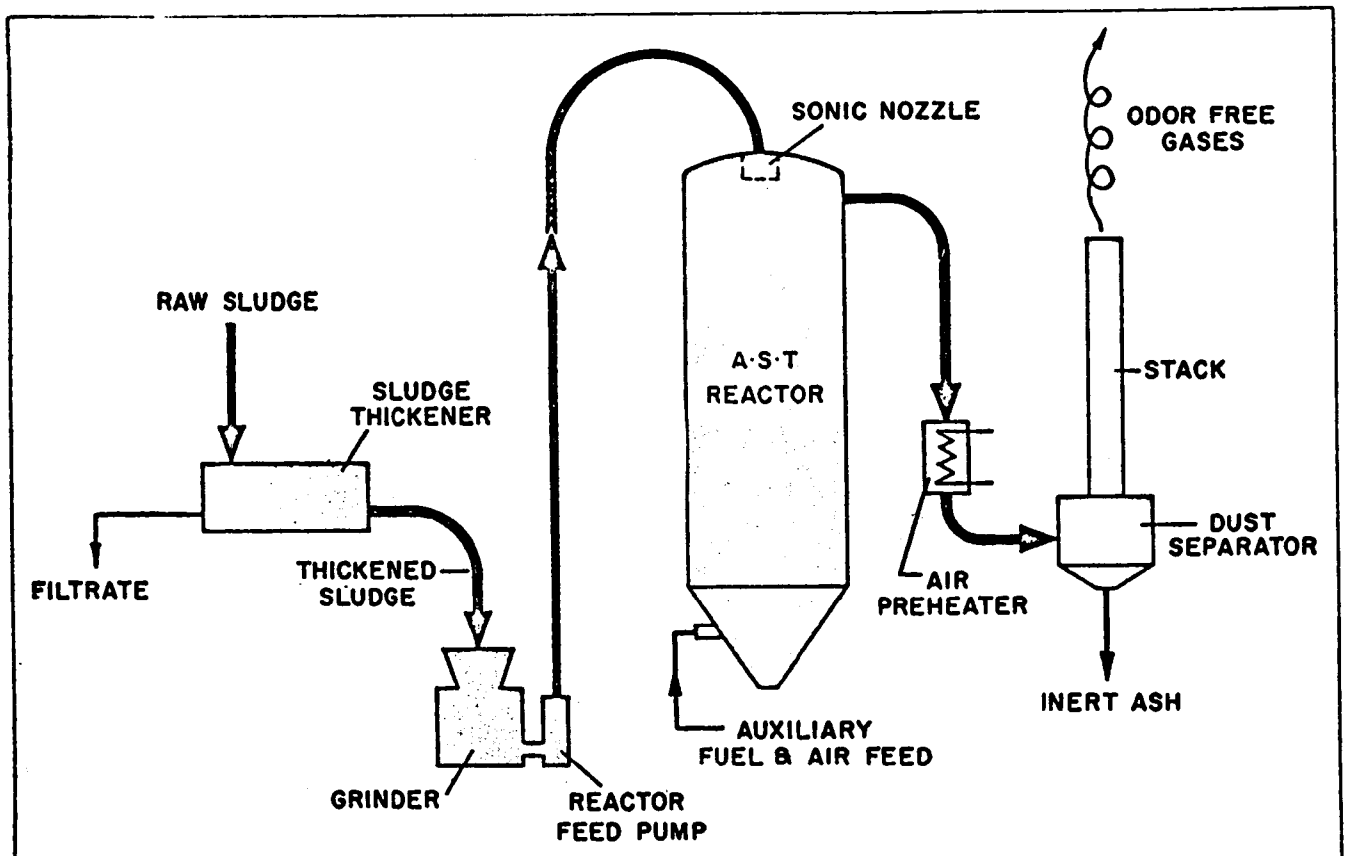 SONIC NOZZLE
ODOR FREE
GASES
RAW SLUDGE
SLUDGE
THICKENER
A·S·T
REACTOR
STACK
DUST
SEPARATOR
FILTRATE
THICKENED
SLUDGE
AIR
PREHEATER
INERT ASH
AUXILIARY
FUEL & AIR FEED
GRINDER
REACTOR
FEED PUMP